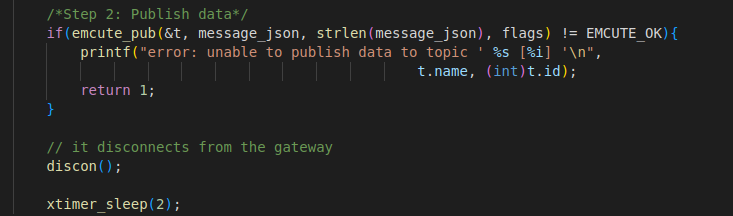 /*Step 2: Publish data*/
if(emcute_pub(&t, message_json, strlen(message_json), flags) != EMCUTE_OK){
printf("error: unable to publish data to topic ' %s [%i] '\n",
t.name, (int)t.id);
return 1;
}
// it disconnects from the gateway
discon();
xtimer_sleep(2);